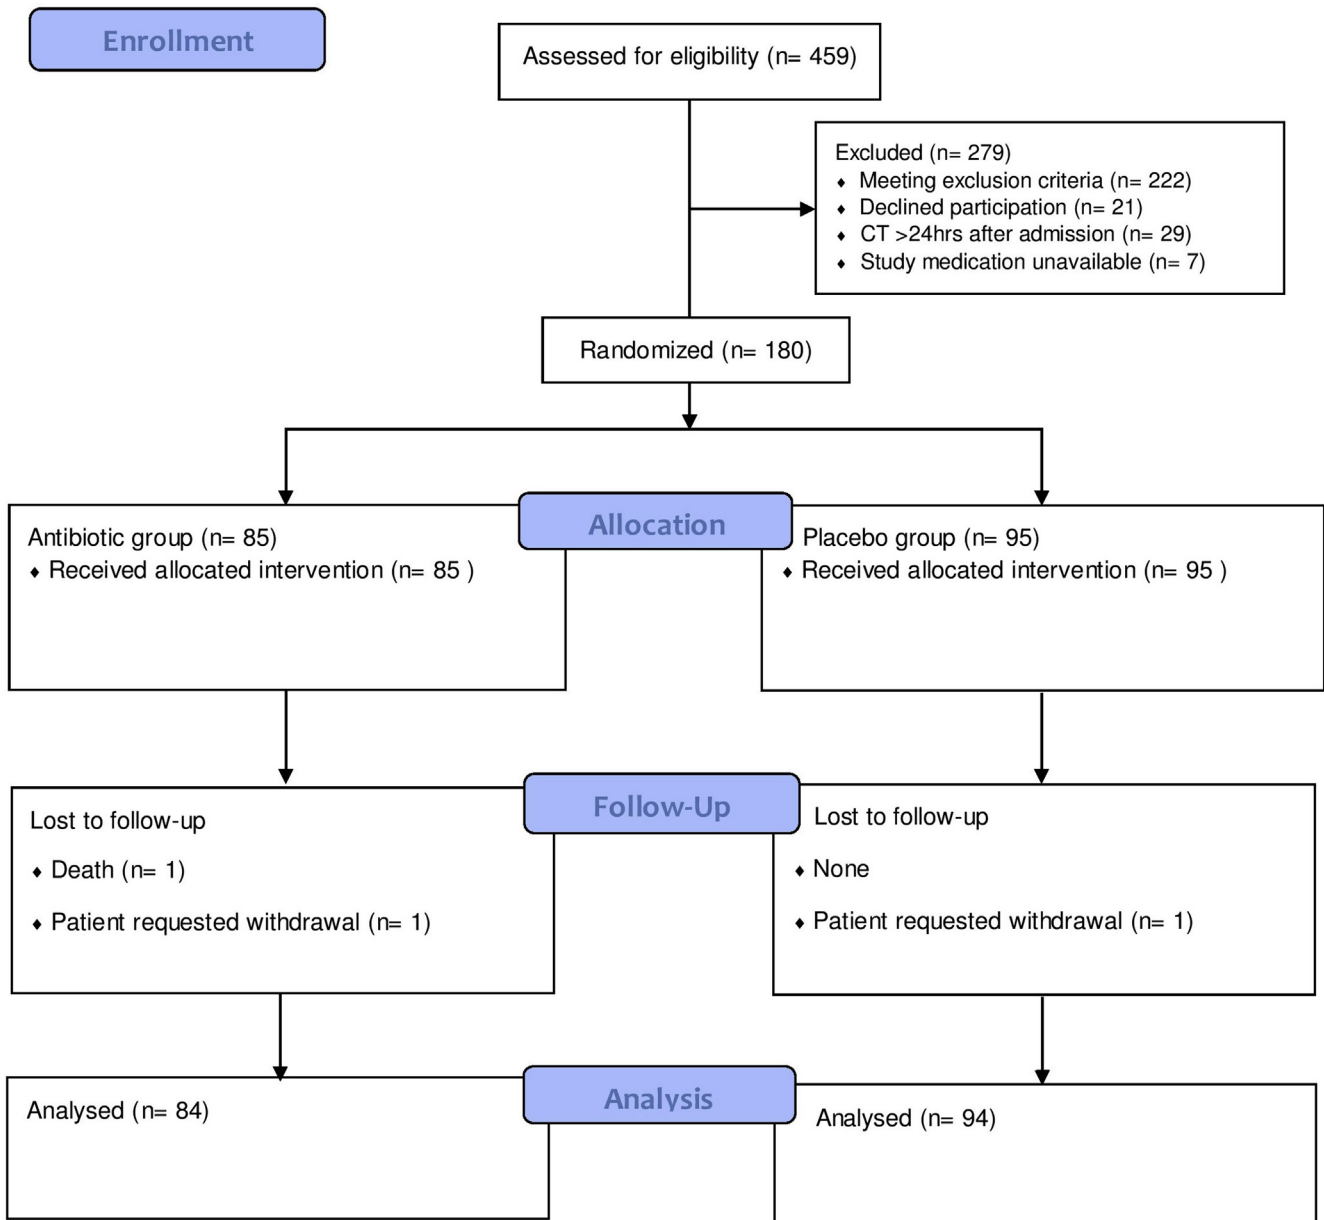 Enrollment
Assessed for eligibility (n= 459)
Excluded (n= 279)
♦ Meeting exclusion criteria (n= 222)
♦ Declined participation (n= 21)
♦ CT >24hrs after admission (n= 29)
♦ Study medication unavailable (n= 7)
Randomized (n= 180)
Allocation
Antibiotic group (n= 85)
♦ Received allocated intervention (n= 85 )
Placebo group (n= 95)
♦ Received allocated intervention (n= 95 )
Follow-Up
Lost to follow-up
♦ Death (n= 1)
♦ Patient requested withdrawal (n= 1)
Lost to follow-up
♦ None
♦ Patient requested withdrawal (n= 1)
Analysis
Analysed (n= 84)
Analysed (n= 94)